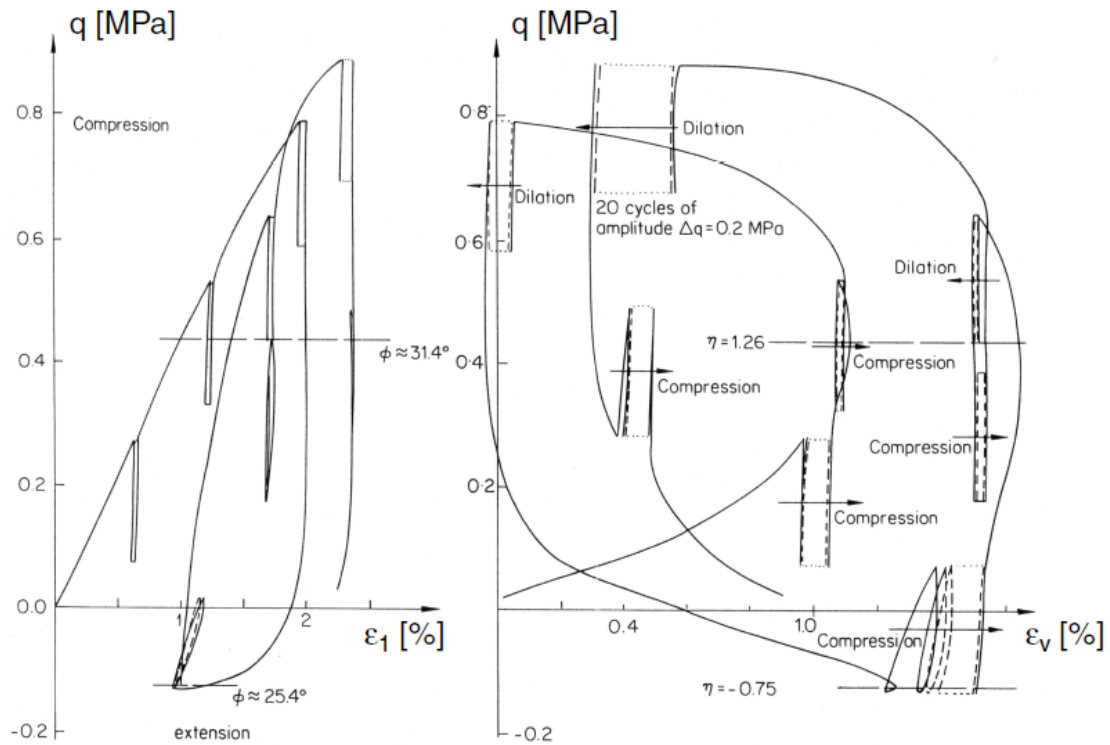 q [MPa]
Compression
0.8
0.6
0.4
ϕ ≈ 31.4°
0.2
0.0
1
2
ε₁ [%]
ϕ ≈ 25.4°
-0.2
extension
q [MPa]
0.8
Dilation
Dilation
20 cycles of
amplitude Δq = 0.2 MPa
0.6
Dilation
η = 1.26
0.4
Compression
Compression
Compression
0.2
Compression
0
0.4
1.0
Compression
εᵥ [%]
η = -0.75
-0.2